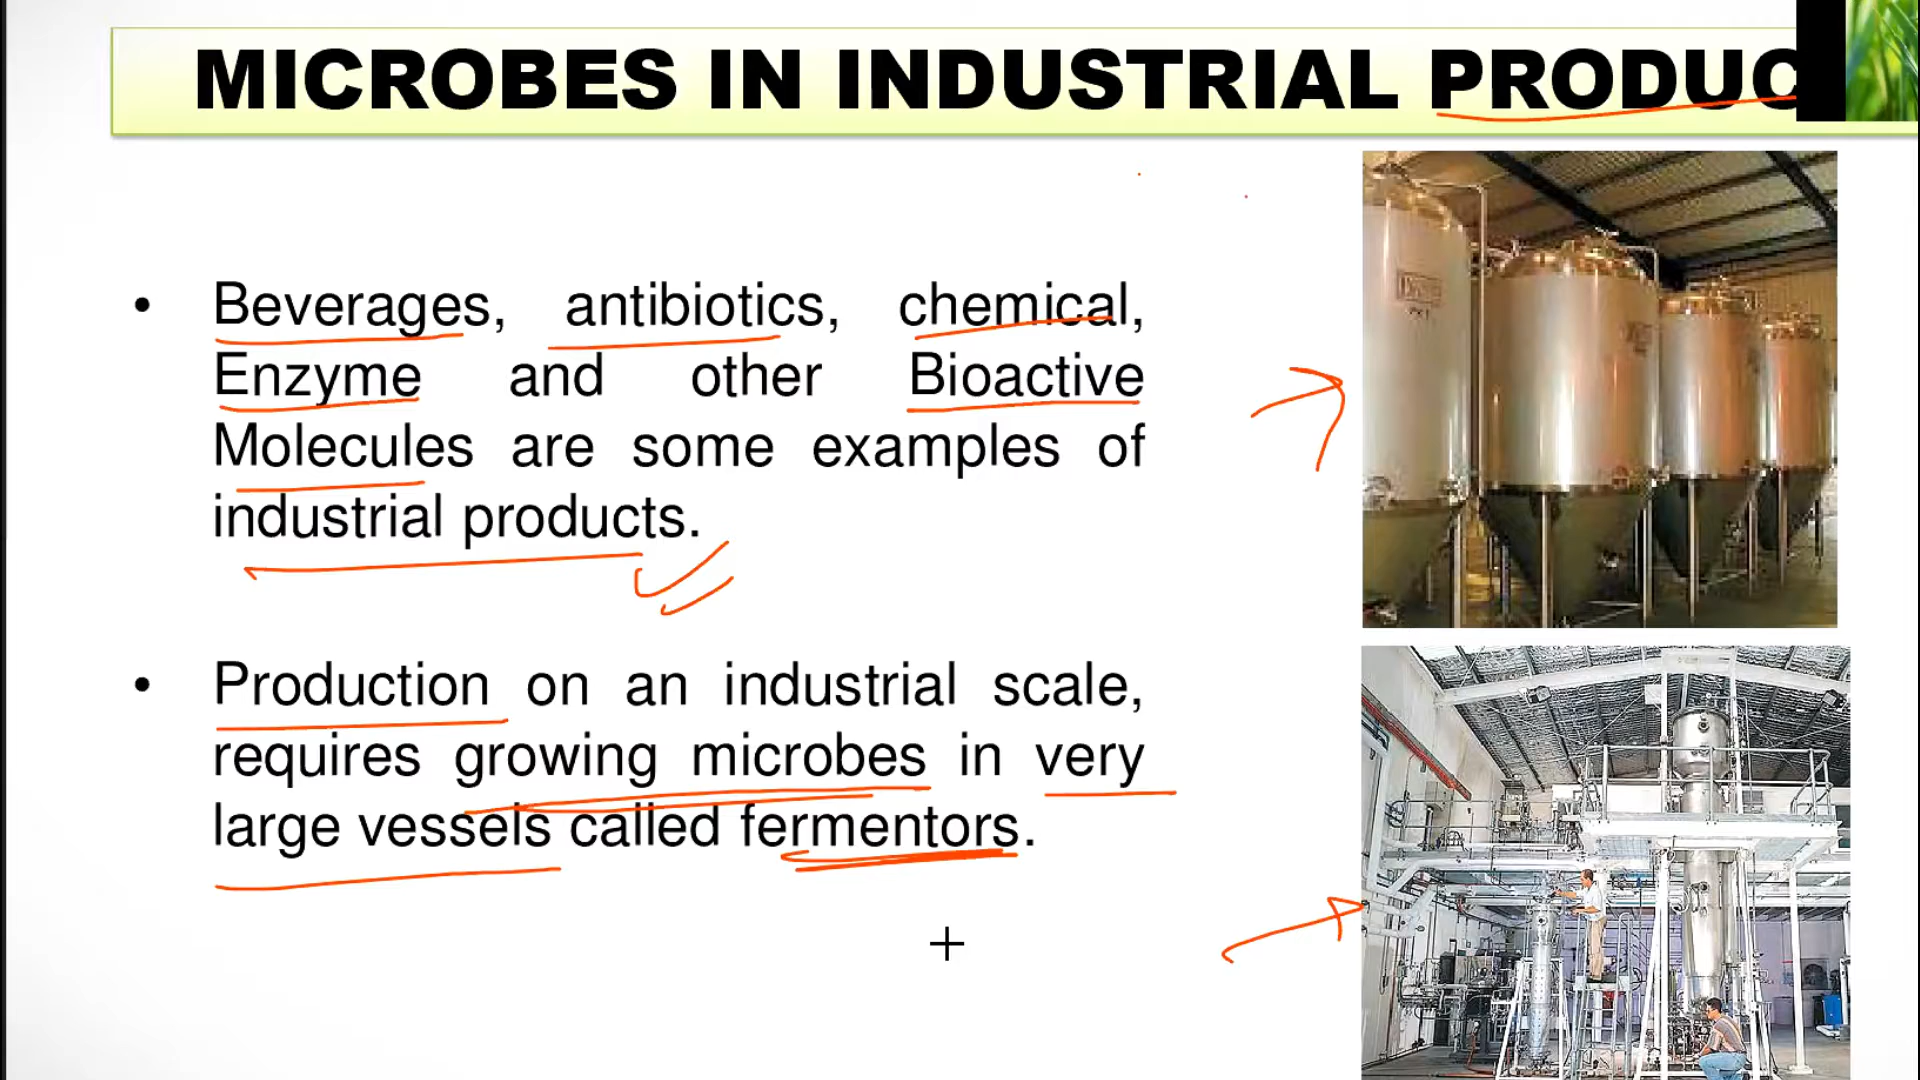 MICROBES IN INDUSTRIAL PRODUC
• Beverages, antibiotics, chemical,
Enzyme and other Bioactive
Molecules are some examples of
industrial products.
• Production on an industrial scale,
requires growing microbes in very
large vessels called fermentors.